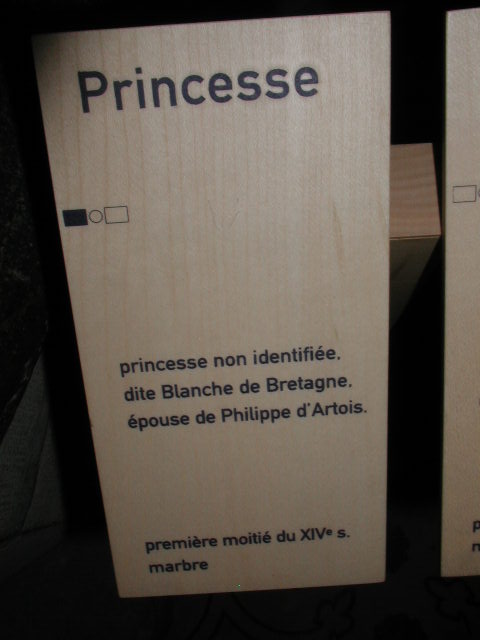 Princesse
princesse non identifiée,
dite Blanche de Bretagne,
épouse de Philippe d'Artois.
première moitié du XIVe s.
marbre